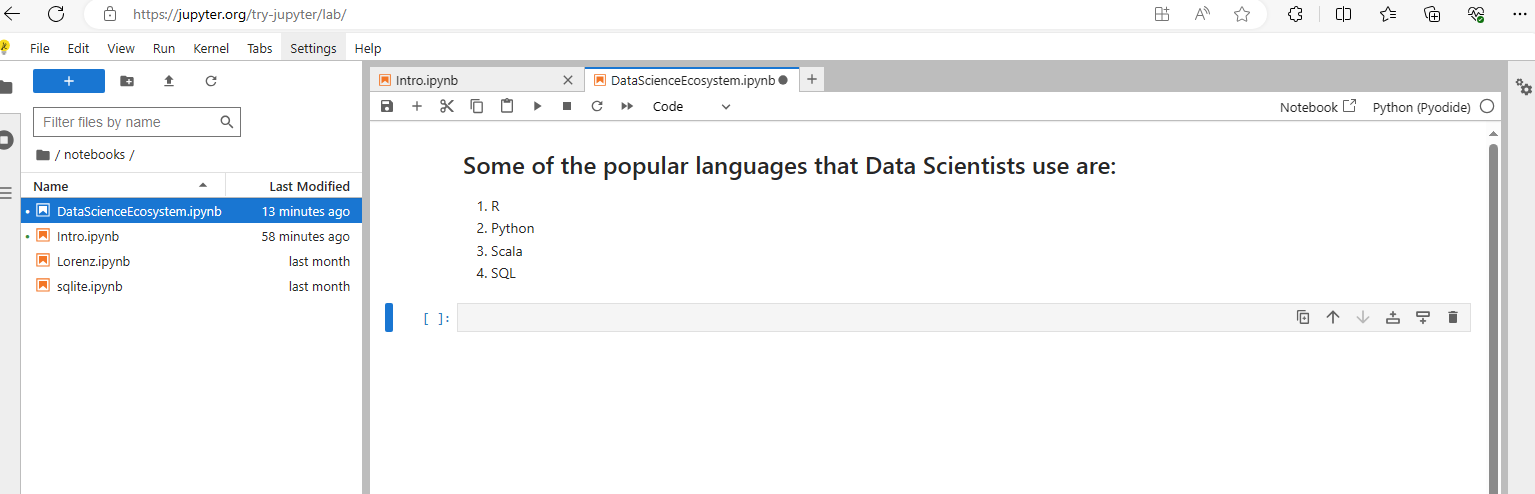 https://jupyter.org/try-jupyter/lab/
File Edit View Run Kernel Tabs Settings Help
+
Filter files by name
/ notebooks /
Name Last Modified
DataScienceEcosystem.ipynb 13 minutes ago
Intro.ipynb 58 minutes ago
Lorenz.ipynb last month
sqlite.ipynb last month
Intro.ipynb DataScienceEcosystem.ipynb
Code Notebook Python (Pyodide)
Some of the popular languages that Data Scientists use are:
1. R
2. Python
3. Scala
4. SQL
[ ]: